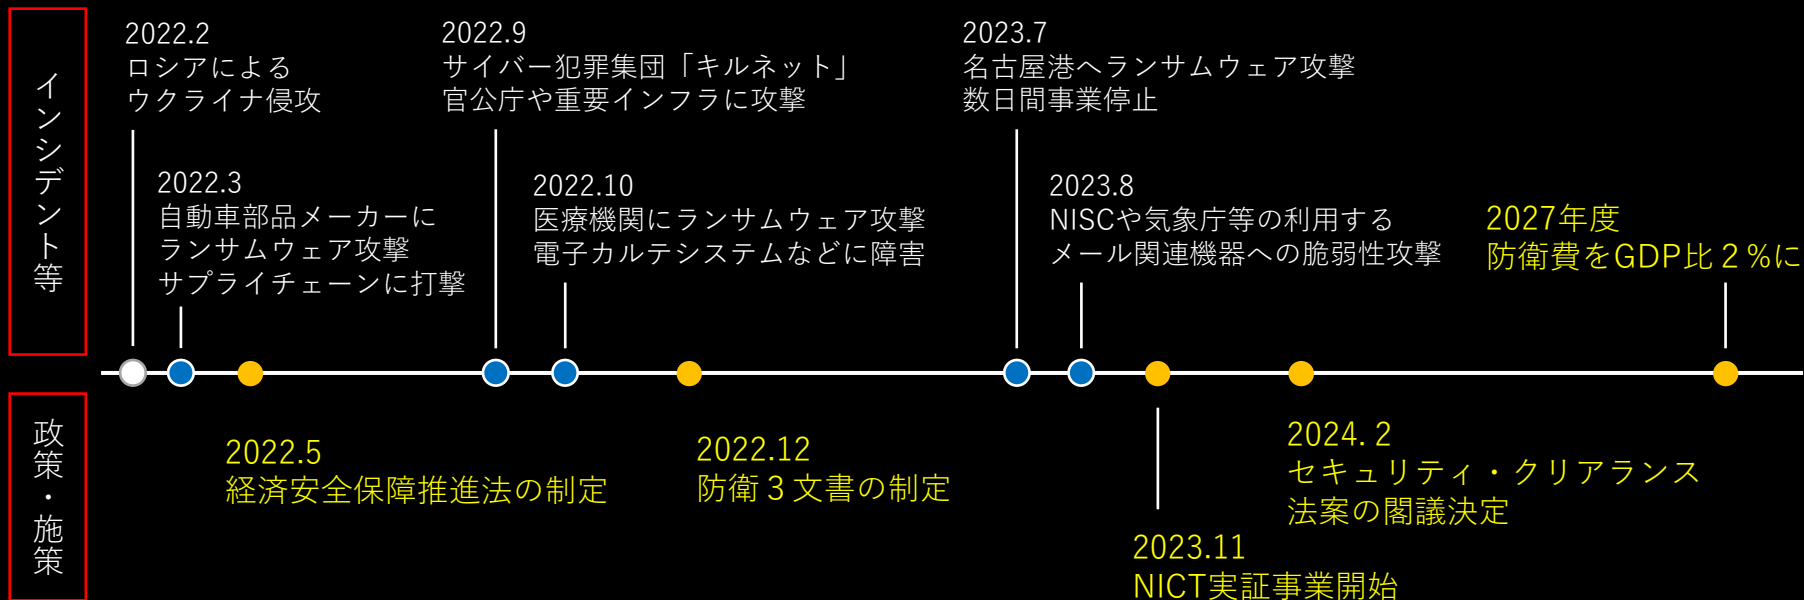 インシデント等
2022.2
ロシアによる
ウクライナ侵攻
2022.3
自動車部品メーカーに
ランサムウェア攻撃
サプライチェーンに打撃
2022.9
サイバー犯罪集団「キルネット」
官公庁や重要インフラに攻撃
2022.10
医療機関にランサムウェア攻撃
電子カルテシステムなどに障害
2023.7
名古屋港へランサムウェア攻撃
数日間事業停止
2023.8
NISCや気象庁等の利用する
メール関連機器への脆弱性攻撃
2027年度
防衛費をGDP比２%に
政策・施策
2022.5
経済安全保障推進法の制定
2022.12
防衛３文書の制定
2023.11
NICT実証事業開始
2024. 2
セキュリティ・クリアランス
法案の閣議決定